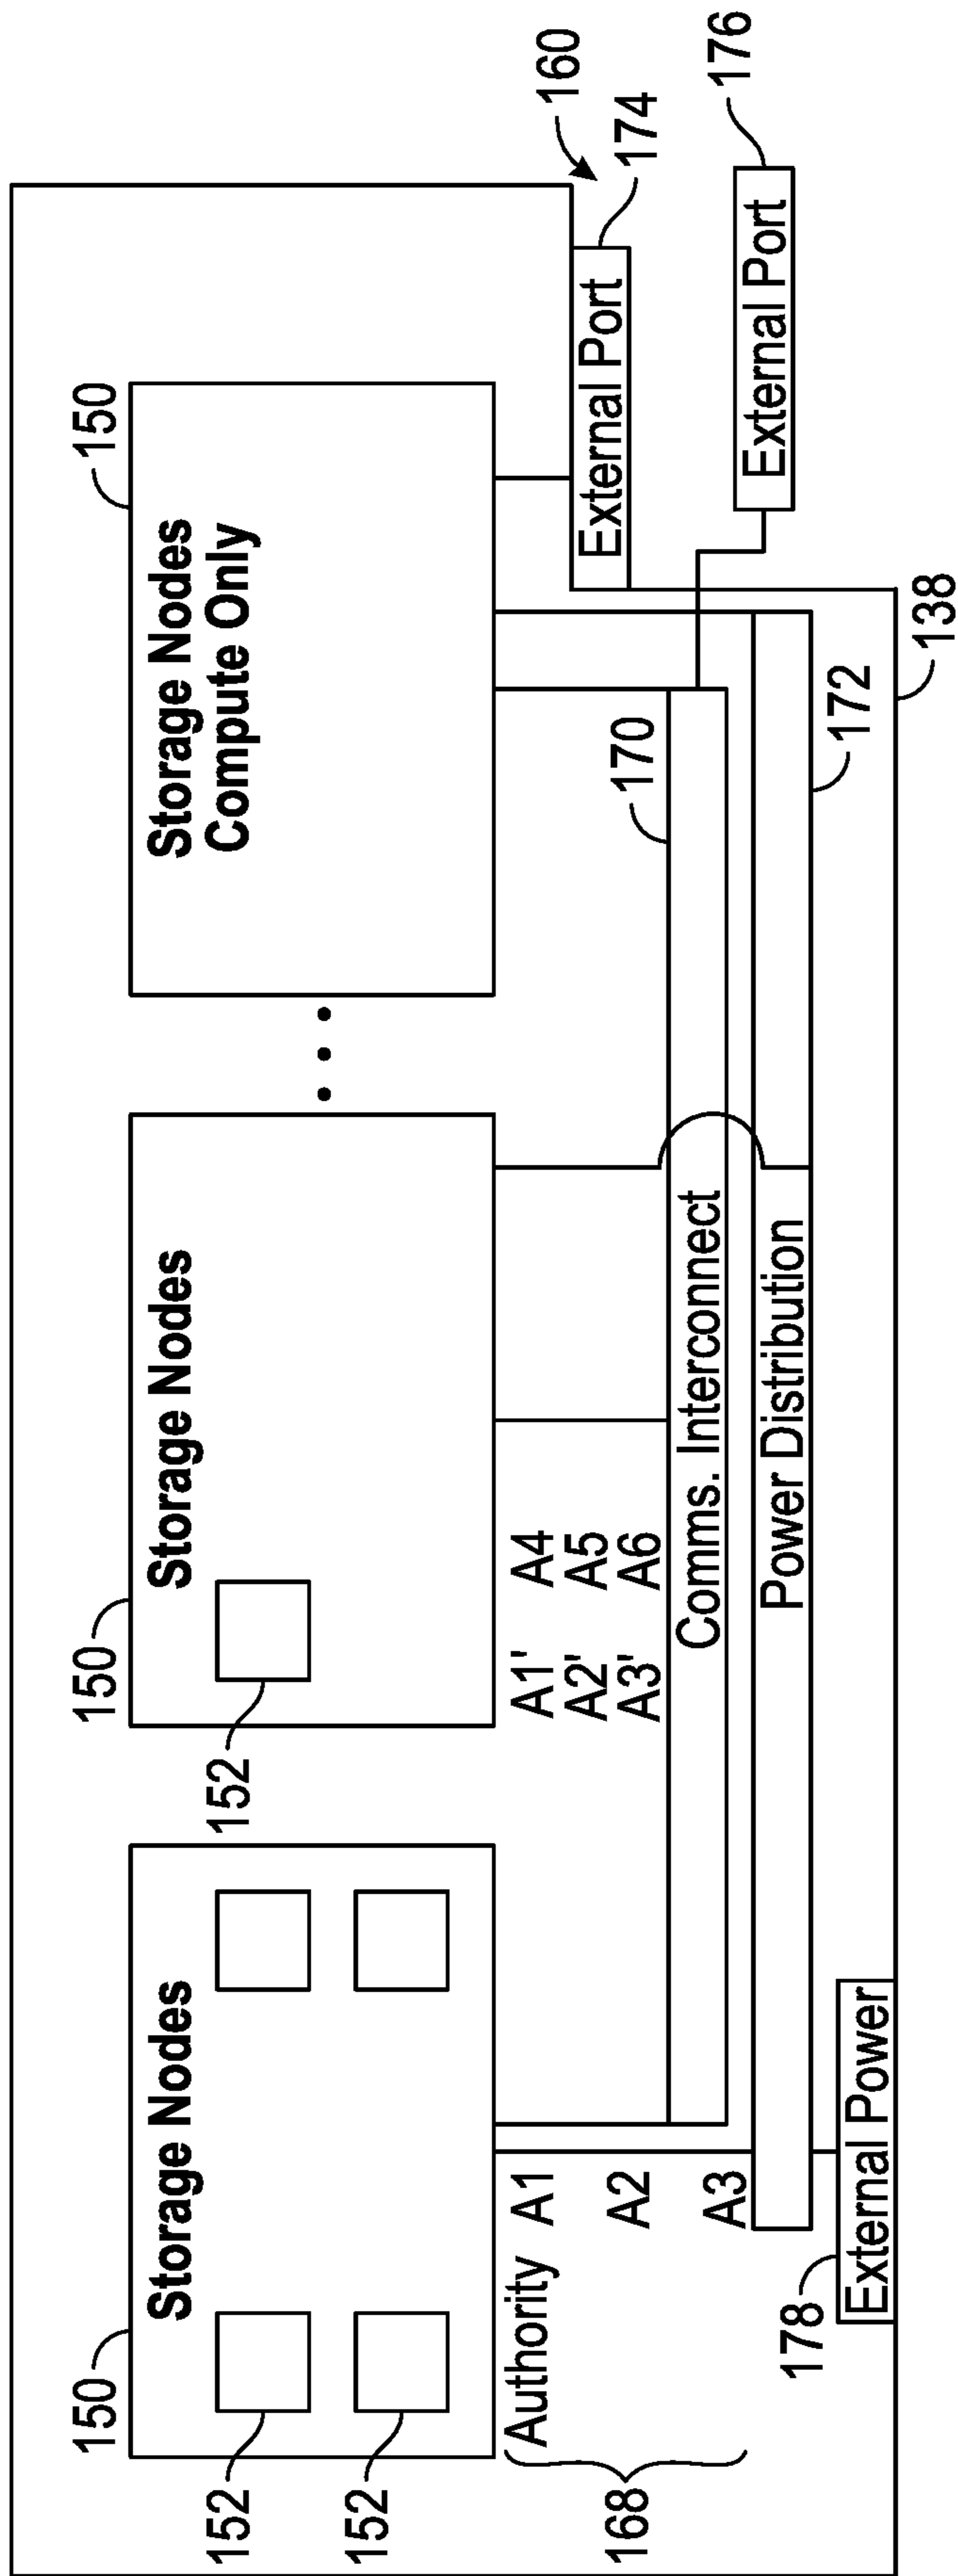 160
150
150
150
174
Storage Nodes
Storage Nodes
Storage Nodes
Compute Only
152
152
152
External Port
176
External Port
Authority
A1
A2
A3
168
A1' A4
A2' A5
A3' A6
170
Comms. Interconnect
Power Distribution
172
178
External Power
138